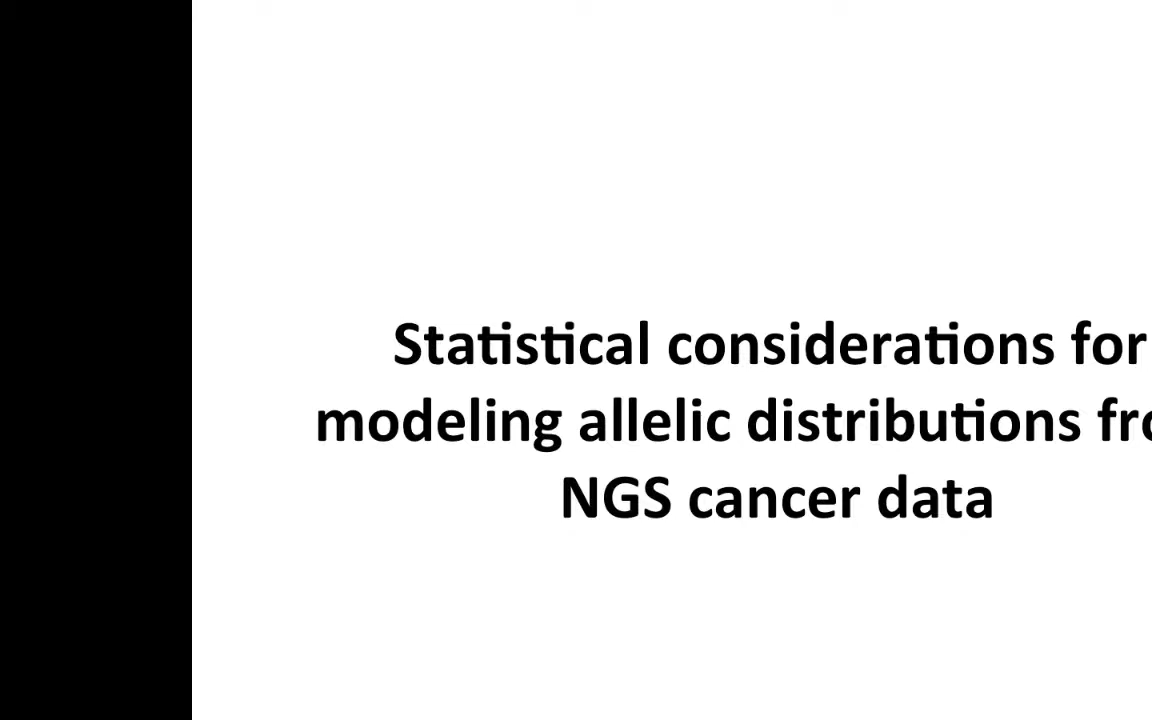 Statistical considerations for
modeling allelic distributions
NGS cancer data